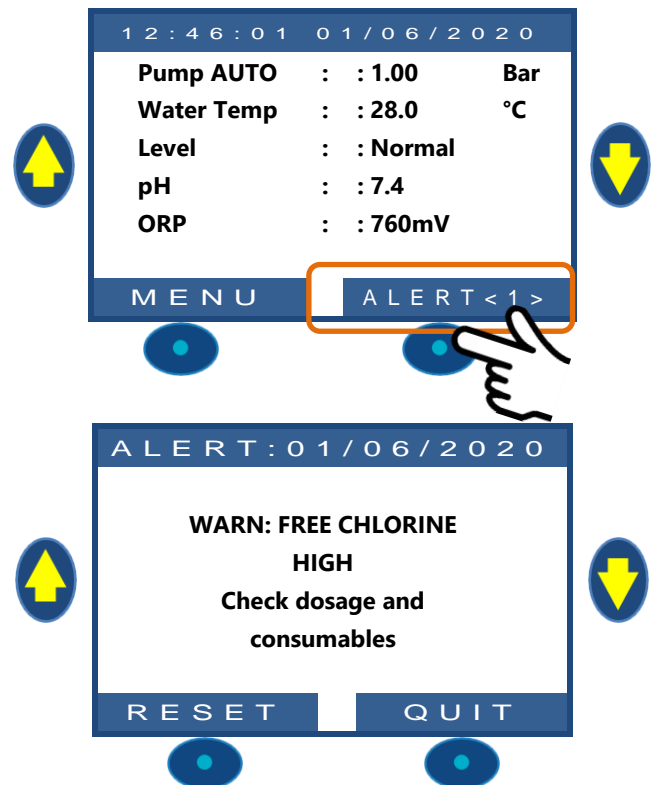 12:46:01 01/06/2020
Pump AUTO : : 1.00 Bar
Water Temp : : 28.0 °C
Level : : Normal
pH : : 7.4
ORP : : 760mV
MENU ALERT<1>
ALERT:01/06/2020
WARN: FREE CHLORINE
HIGH
Check dosage and
consumables
RESET QUIT